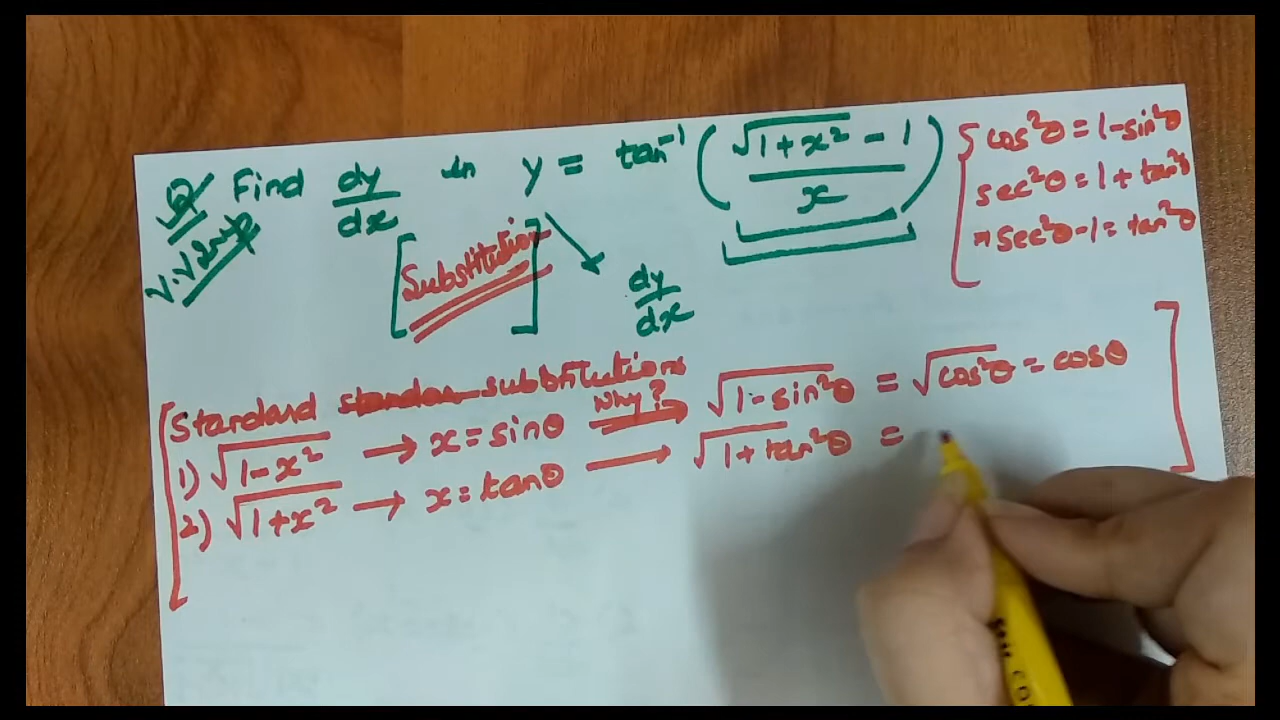 Q Find dy/dx in y = tan⁻¹ ( (√1+x² - 1) / x )
cos²θ = 1-sin²θ
sec²θ = 1 + tan²θ
⇒ sec²θ - 1 = tan²θ
[Substitution]
dy/dx
Standard substitutions
1) √1-x² → x = sinθ Why? → √1-sin²θ = √cos²θ = cosθ
2) √1+x² → x = tanθ → √1+tan²θ =